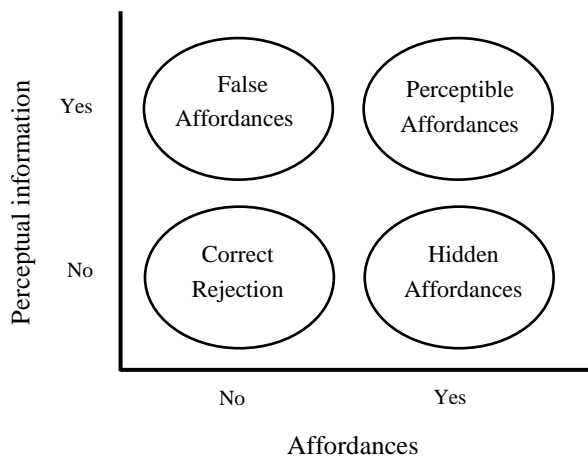 Perceptual information
Yes
False
Affordances
Perceptible
Affordances
No
Correct
Rejection
Hidden
Affordances
No
Yes
Affordances